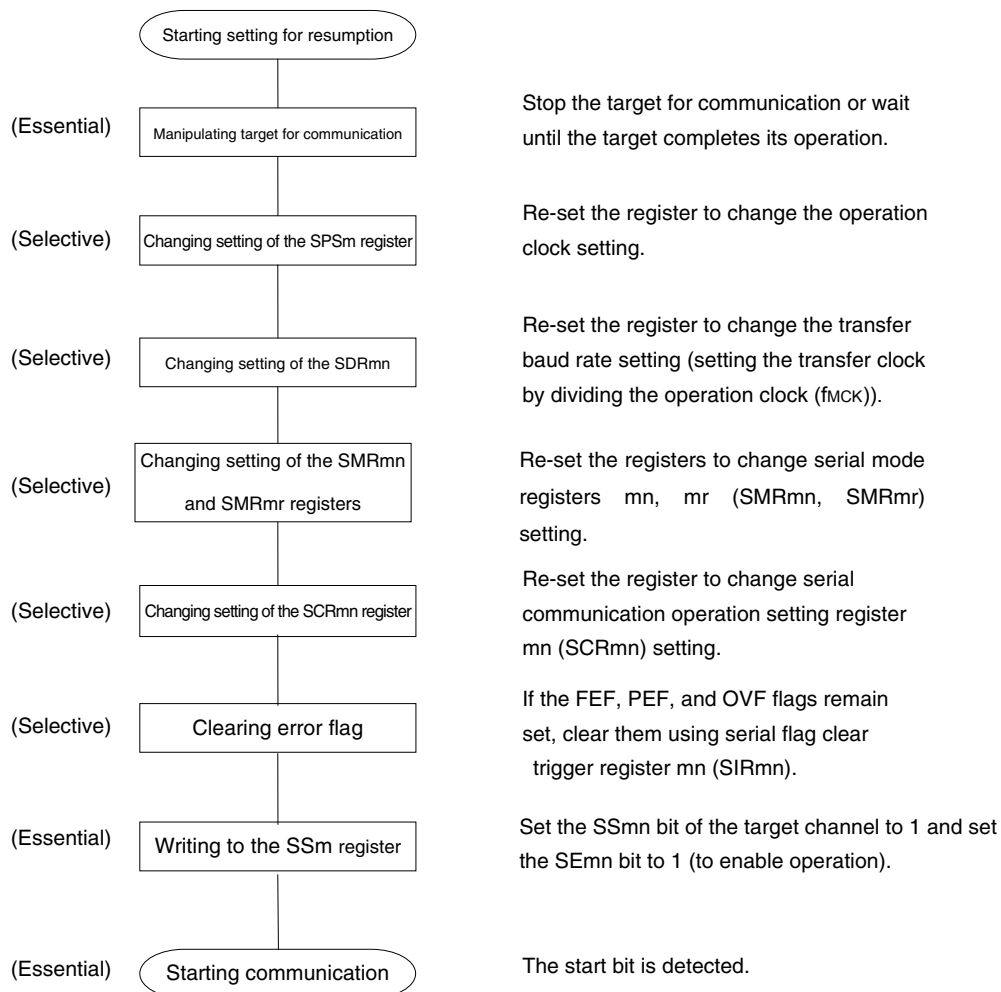 Starting setting for resumption
(Essential)
Manipulating target for communication
Stop the target for communication or wait
until the target completes its operation.
(Selective)
Changing setting of the SPSm register
Re-set the register to change the operation
clock setting.
(Selective)
Changing setting of the SDRmn
Re-set the register to change the transfer
baud rate setting (setting the transfer clock
by dividing the operation clock (fMCK)).
(Selective)
Changing setting of the SMRmn
and SMRmr registers
Re-set the registers to change serial mode
registers mn, mr (SMRmn, SMRmr)
setting.
(Selective)
Changing setting of the SCRmn register
Re-set the register to change serial
communication operation setting register
mn (SCRmn) setting.
(Selective)
Clearing error flag
If the FEF, PEF, and OVF flags remain
set, clear them using serial flag clear
trigger register mn (SIRmn).
(Essential)
Writing to the SSm register
Set the SSmn bit of the target channel to 1 and set
the SEmn bit to 1 (to enable operation).
(Essential)
Starting communication
The start bit is detected.